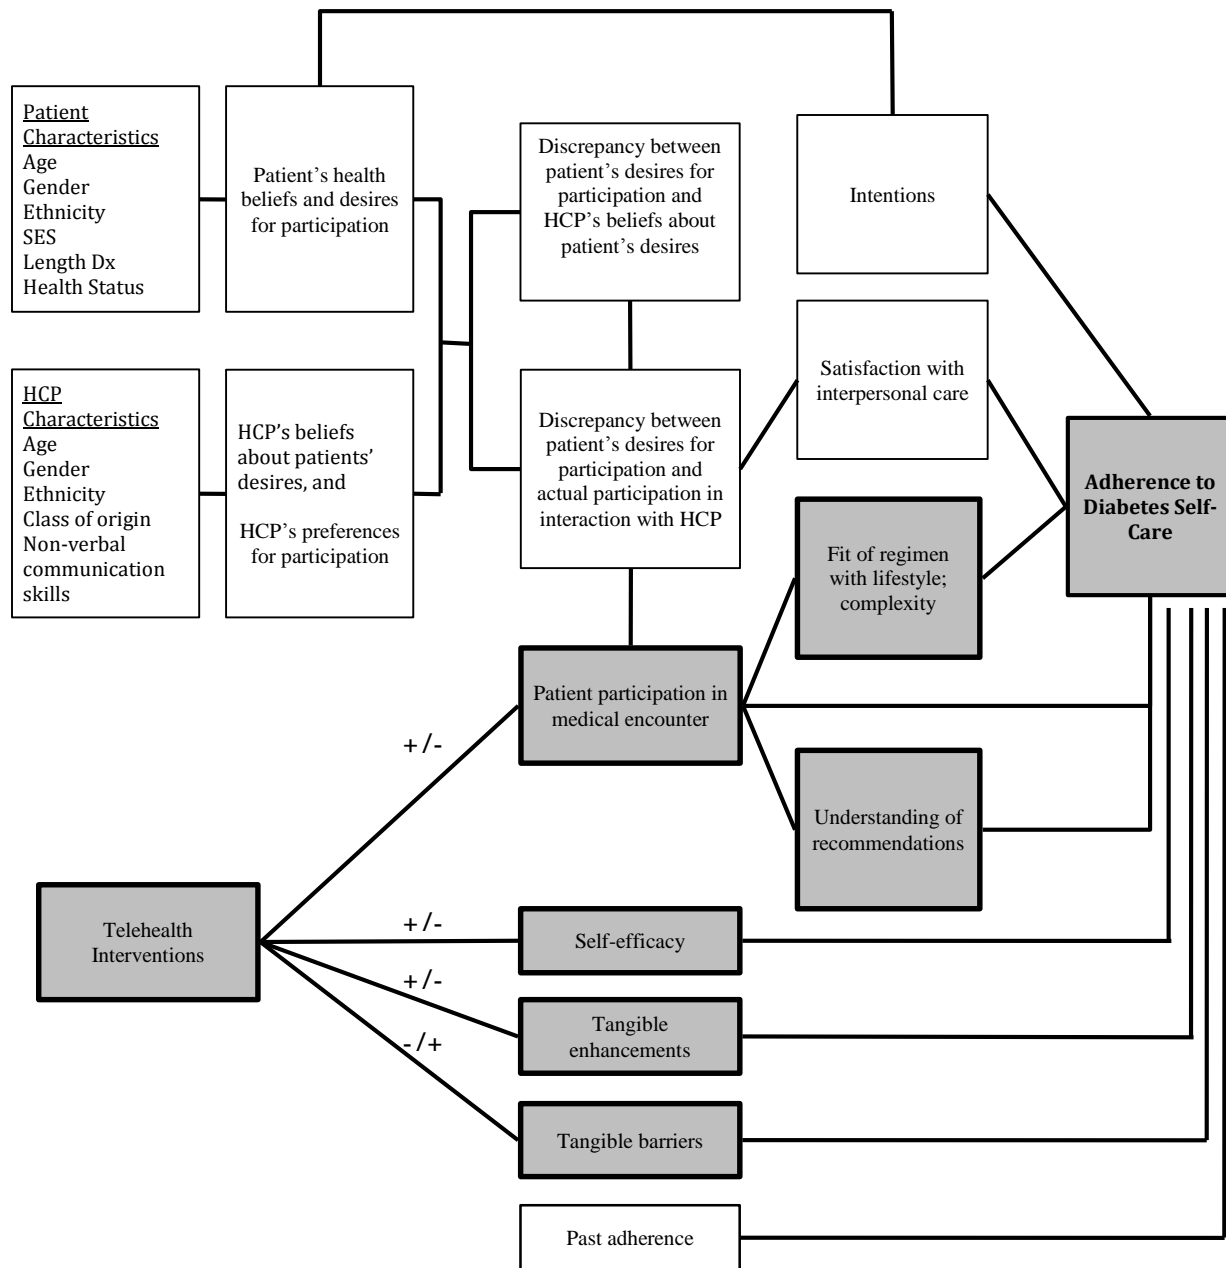 Patient
Characteristics
Age
Gender
Ethnicity
SES
Length Dx
Health Status
Patient’s health
beliefs and desires
for participation
Discrepancy between
patient’s desires for
participation and
HCP’s beliefs about
patient’s desires
Intentions
HCP
Characteristics
Age
Gender
Ethnicity
Class of origin
Non-verbal
communication
skills
HCP’s beliefs
about patients’
desires, and
HCP’s preferences
for participation
Discrepancy between
patient’s desires for
participation and
actual participation in
interaction with HCP
Satisfaction with
interpersonal care
Adherence to
Diabetes Self-
Care
Fit of regimen
with lifestyle;
complexity
Patient participation in
medical encounter
+/-
Understanding of
recommendations
Telehealth
Interventions
+/-
Self-efficacy
+/-
Tangible
enhancements
-/+
Tangible barriers
Past adherence